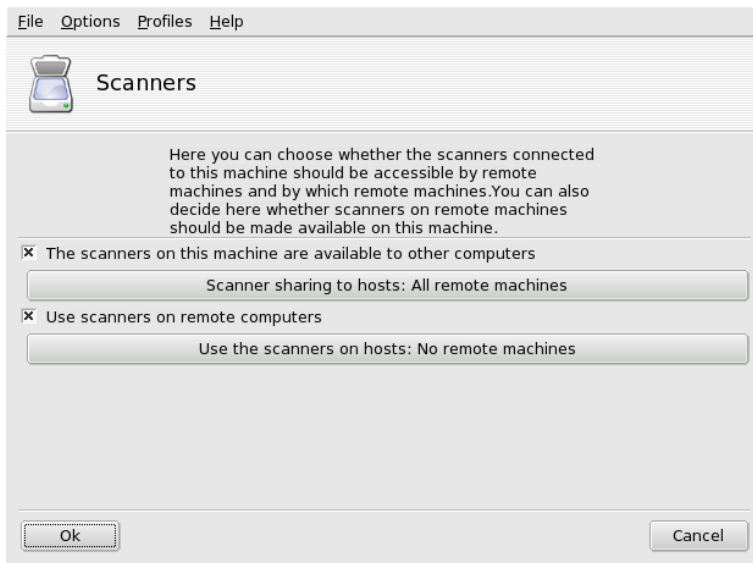 File Options Profiles Help
Scanners
Here you can choose whether the scanners connected
to this machine should be accessible by remote
machines and by which remote machines.You can also
decide here whether scanners on remote machines
should be made available on this machine.
The scanners on this machine are available to other computers
Scanner sharing to hosts: All remote machines
Use scanners on remote computers
Use the scanners on hosts: No remote machines
Ok Cancel